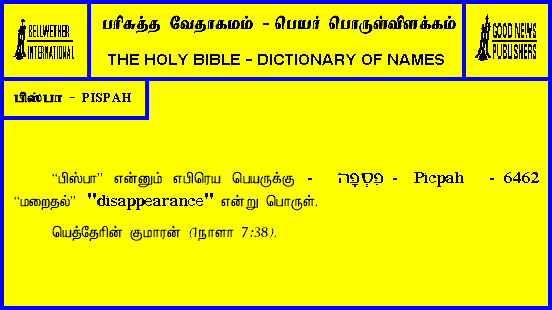 BELLWETHER
INTERNATIONAL
பரிசுத்த வேதாகமம் - பெயர் பொருள்விளக்கம்
THE HOLY BIBLE - DICTIONARY OF NAMES
GOOD NEWS
PUBLISHERS
பிஸ்பா - PISPAH
“பிஸ்பா” என்னும் எபிரெய பெயருக்கு - פִּסְפָּה - Picpah - 6462
“மறைதல்” "disappearance" என்று பொருள்.
யெத்தேரின் குமாரன் (1நாளா 7:38).